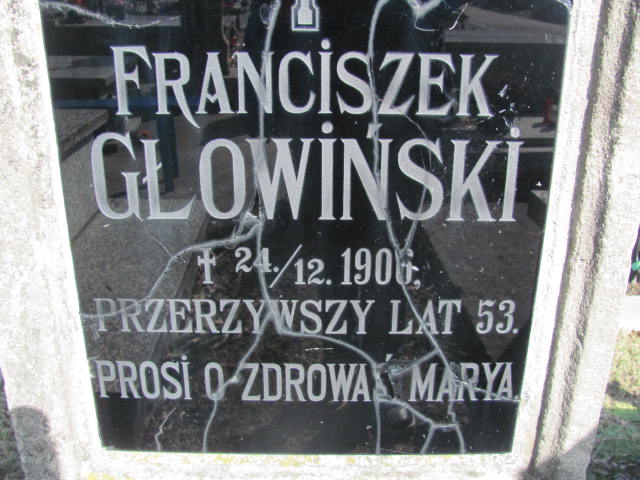 FRANCISZEK
GŁOWIŃSKI
† 24./12. 1906,
PRZERZYWSZY LAT 53.
PROSI O ZDROWAŚ MARYA